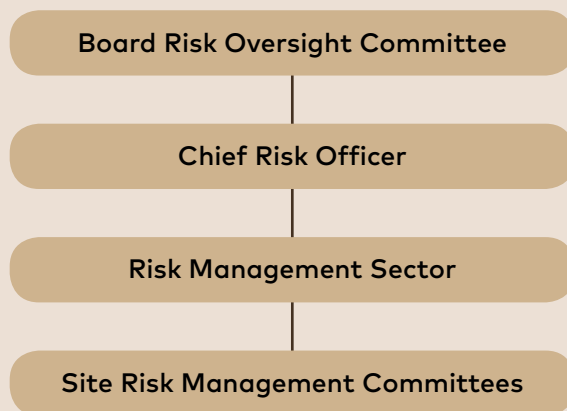 Board Risk Oversight Committee
Chief Risk Officer
Risk Management Sector
Site Risk Management Committees